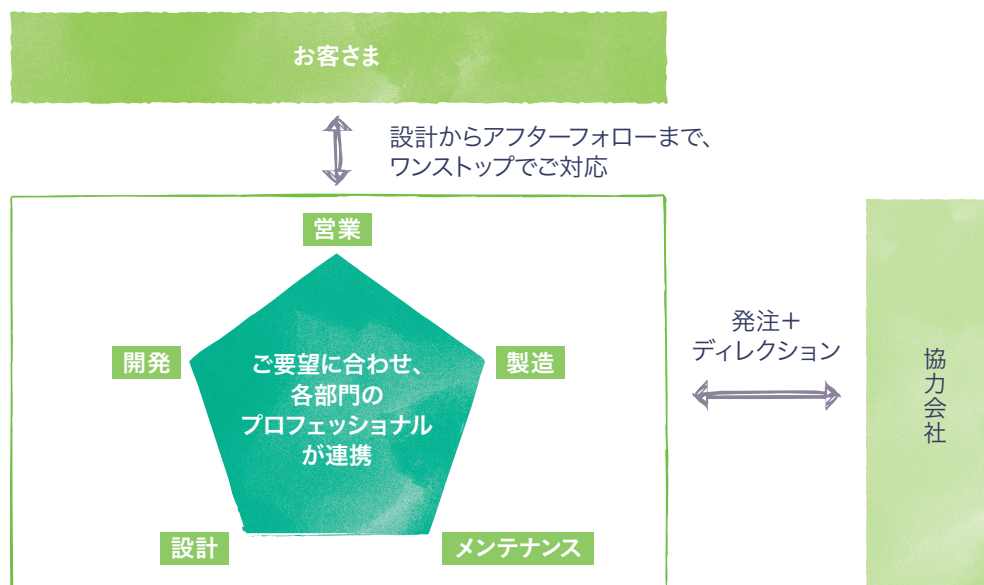 お客さま
設計からアフターフォローまで、
ワンストップでご対応
営業
開発
ご要望に合わせ、
各部門の
プロフェッショナル
が連携
製造
設計
メンテナンス
発注＋
ディレクション
協力会社